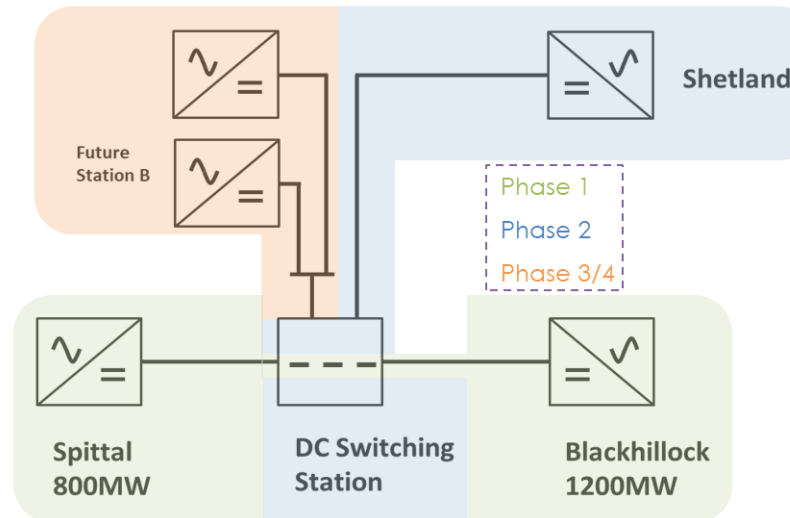 Shetland
Future
Station B
Phase 1
Phase 2
Phase 3/4
Spittal
800MW
DC Switching
Station
Blackhillock
1200MW